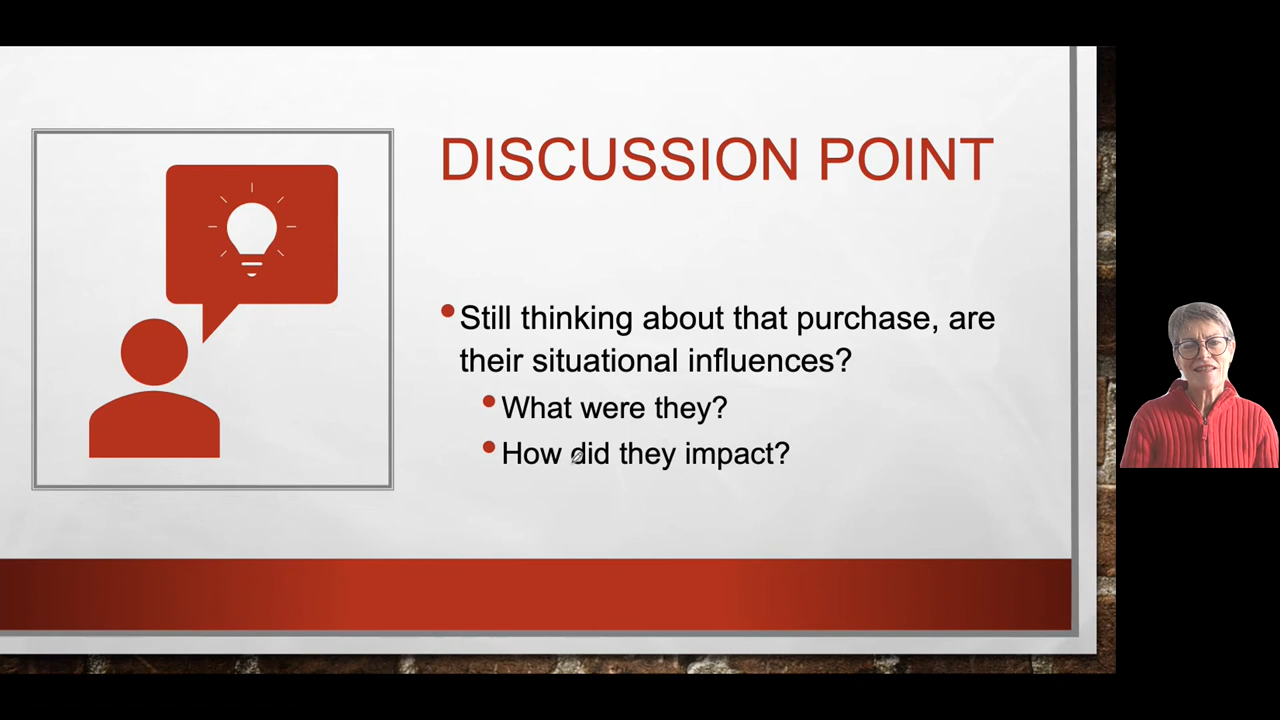 DISCUSSION POINT
•Still thinking about that purchase, are
their situational influences?
•What were they?
•How did they impact?